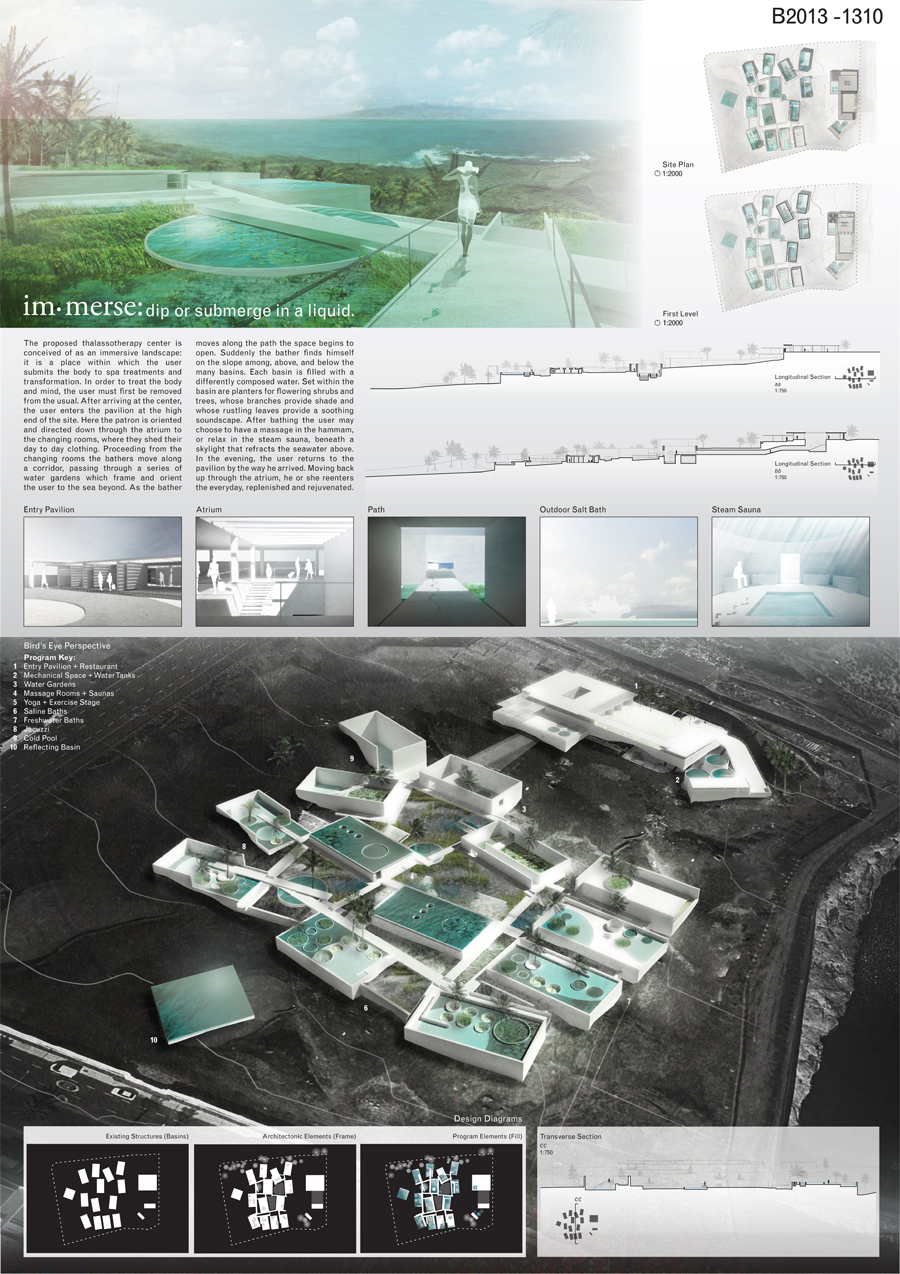 B2013 -1310
Site Plan
1:2000
First Level
1:2000
im·merse: dip or submerge in a liquid.
The proposed thalassotherapy center is
conceived of as an immersive landscape:
it is a place within which the user
submits the body to spa treatments and
transformation. In order to treat the body
and mind, the user must first be removed
from the usual. After arriving at the center,
the user enters the pavilion at the high
end of the site. Here the patron is oriented
and directed down through the atrium to
the changing rooms, where they shed their
day to day clothing. Proceeding from the
changing rooms the bathers move along
a corridor, passing through a series of
water gardens which frame and orient
the user to the sea beyond. As the bather
moves along the path the space begins to
open. Suddenly the bather finds himself
on the slope among, above, and below the
many basins. Each basin is filled with a
differently composed water. Set within the
basin are planters for flowering shrubs and
trees, whose branches provide shade and
whose rustling leaves provide a soothing
soundscape. After bathing the user may
choose to have a massage in the hammam,
or relax in the steam sauna, beneath a
skylight that refracts the seawater above.
In the evening, the user returns to the
pavilion by the way he arrived. Moving back
up through the atrium, he or she reenters
the everyday, replenished and rejuvenated.
Longitudinal Section
aa
1:750
Longitudinal Section
bb
1:750
Entry Pavilion
Atrium
Path
Outdoor Salt Bath
Steam Sauna
Bird's Eye Perspective
Program Key:
1 Entry Pavilion + Restaurant
2 Mechanical Space + Water Tanks
3 Water Gardens
4 Massage Rooms + Saunas
5 Yoga + Exercise Stage
6 Saline Baths
7 Freshwater Baths
8 Jacuzzi
9 Cold Pool
10 Reflecting Basin
1
9
2
3
8
7
6
10
Design Diagrams
Existing Structures (Basins)
Architectonic Elements (Frame)
Program Elements (Fill)
Transverse Section
cc
1:750
cc